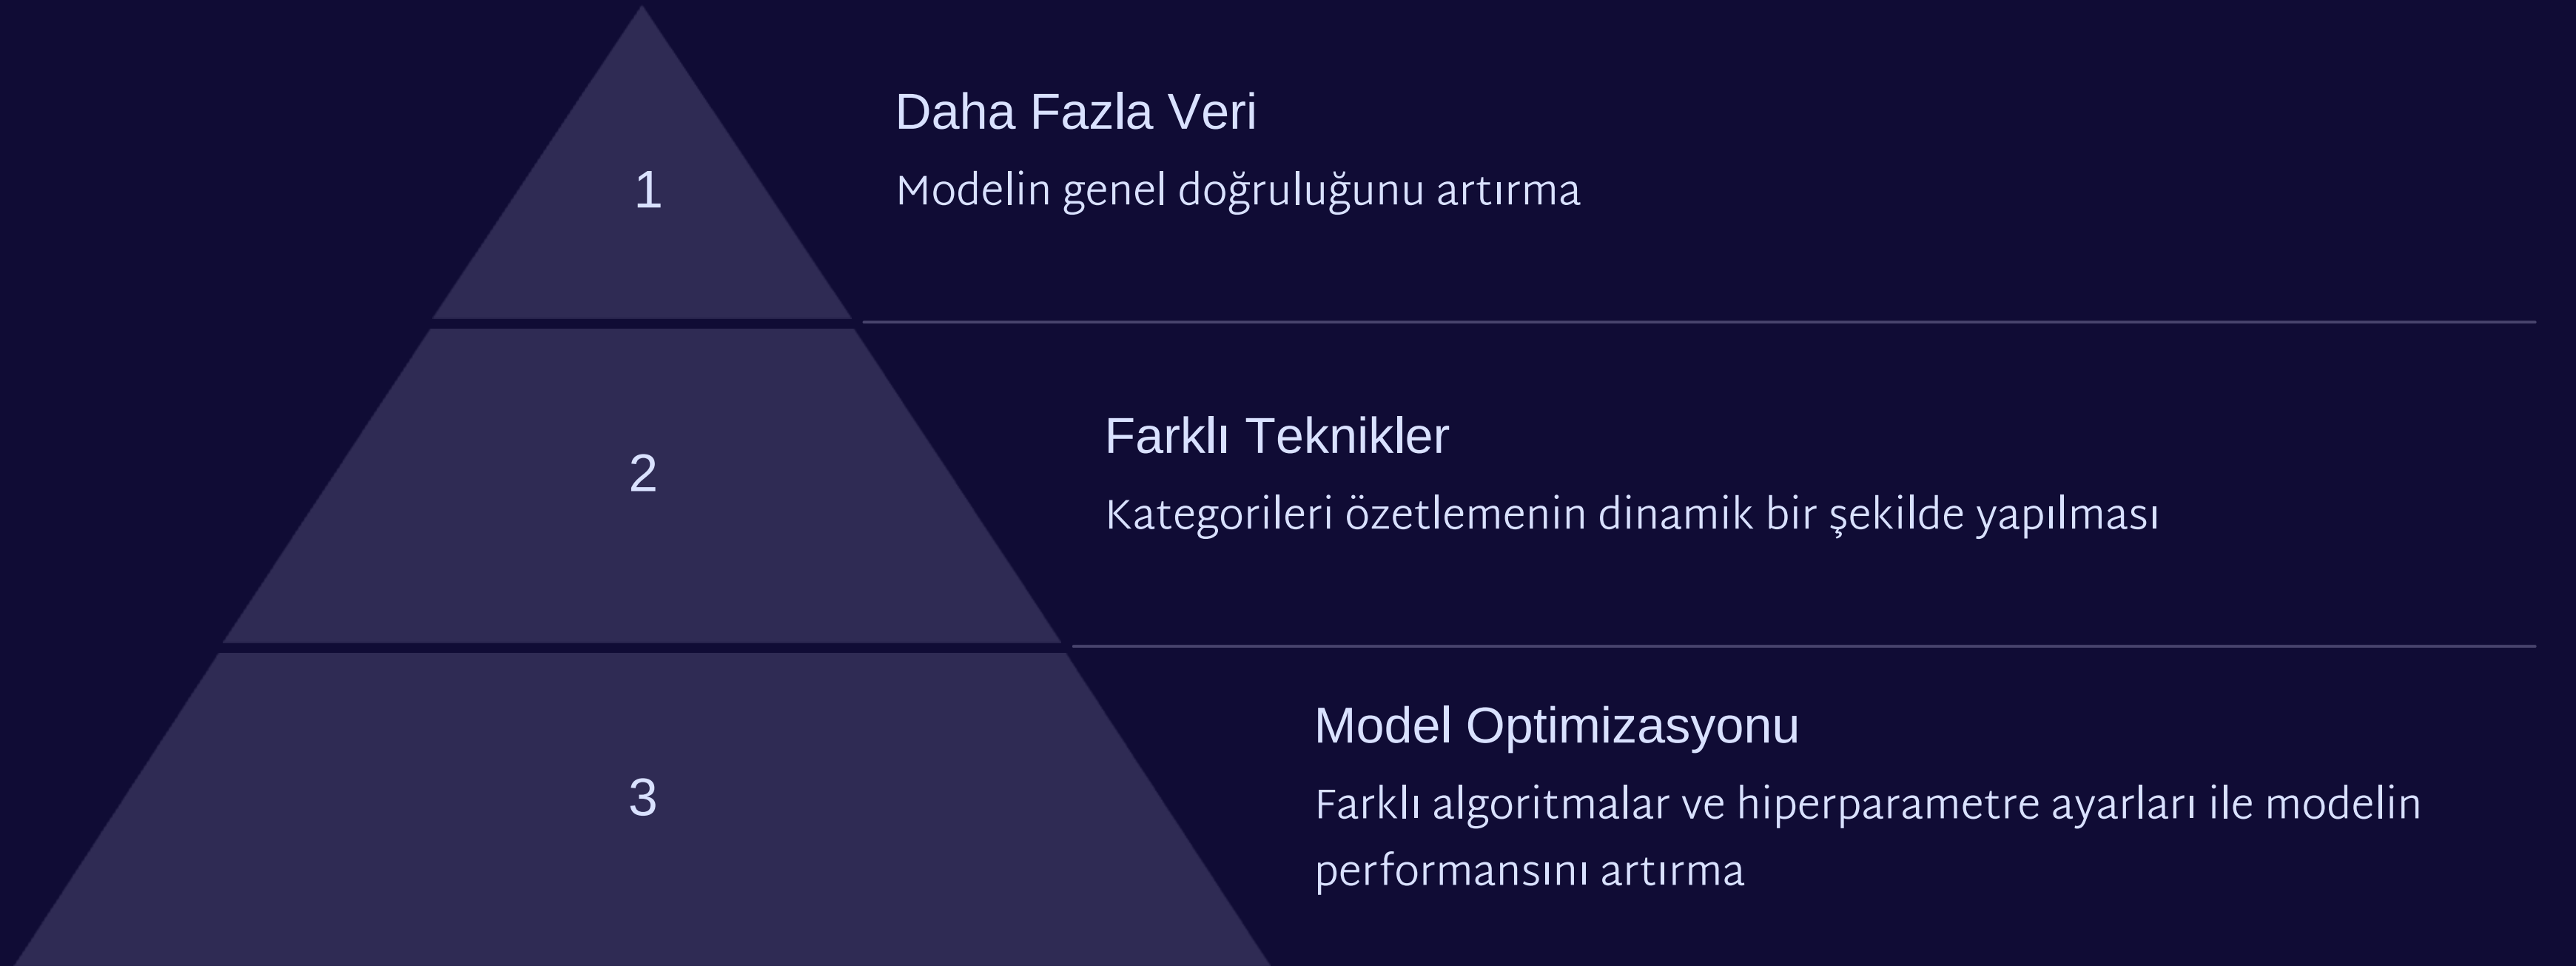 1
Daha Fazla Veri
Modelin genel doğruluğunu artırma
2
Farklı Teknikler
Kategorileri özetlemenin dinamik bir şekilde yapılması
3
Model Optimizasyonu
Farklı algoritmalar ve hiperparametre ayarları ile modelin
performansını artırma